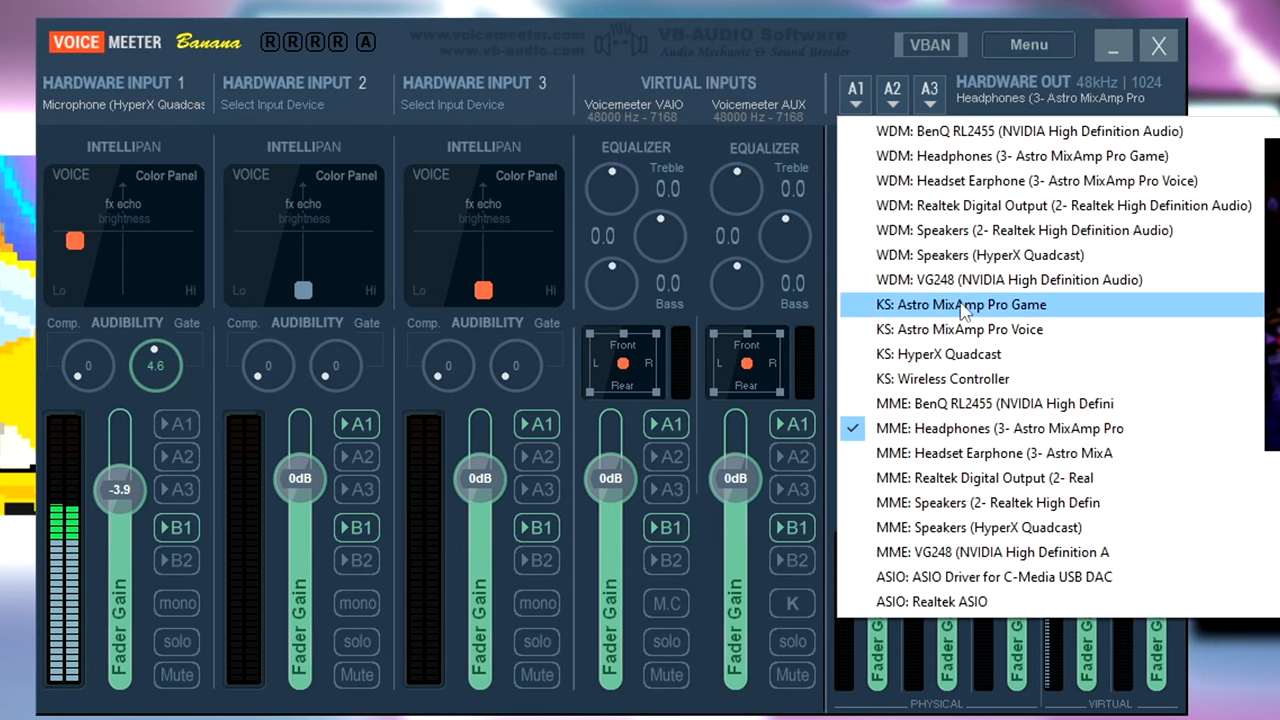 VOICE MEETER Banana R R R R A www.voicemeeter.com VB-AUDIO Software VBAN Menu _ X
www.vb-audio.com Audio Mechanic & Sound Breeder
HARDWARE INPUT 1 HARDWARE INPUT 2 HARDWARE INPUT 3 VIRTUAL INPUTS A1 A2 A3 HARDWARE OUT 48kHz | 1024
Microphone (HyperX Quadcas Select Input Device Select Input Device Voicemeeter VAIO Voicemeeter AUX Headphones (3- Astro MixAmp Pro
48000 Hz - 7168 48000 Hz - 7168
INTELLIPAN INTELLIPAN INTELLIPAN EQUALIZER EQUALIZER
VOICE Color Panel VOICE Color Panel VOICE Color Panel Treble Treble
fx echo fx echo fx echo 0.0 0.0
brightness brightness brightness
0.0 0.0
Lo Hi Lo Hi Lo Hi 0.0 0.0
Bass Bass
Comp. AUDIBILITY Gate Comp. AUDIBILITY Gate Comp. AUDIBILITY Gate
Front Front
0 4.6 0 0 0 0 L R L R
Rear Rear
A1 A1 A1 A1 A1
A2 A2 A2 A2 A2
-3.9 A3 0dB A3 0dB A3 0dB A3 0dB A3
B1 B1 B1 B1 B1
B2 B2 B2 B2 B2
mono mono mono M.C K
solo solo solo solo solo
Mute Mute Mute Mute Mute
Fader Gain Fader Gain Fader Gain Fader Gain Fader Gain
WDM: BenQ RL2455 (NVIDIA High Definition Audio)
WDM: Headphones (3- Astro MixAmp Pro Game)
WDM: Headset Earphone (3- Astro MixAmp Pro Voice)
WDM: Realtek Digital Output (2- Realtek High Definition Audio)
WDM: Speakers (2- Realtek High Definition Audio)
WDM: Speakers (HyperX Quadcast)
WDM: VG248 (NVIDIA High Definition Audio)
KS: Astro MixAmp Pro Game
KS: Astro MixAmp Pro Voice
KS: HyperX Quadcast
KS: Wireless Controller
MME: BenQ RL2455 (NVIDIA High Defini
MME: Headphones (3- Astro MixAmp Pro
MME: Headset Earphone (3- Astro MixA
MME: Realtek Digital Output (2- Real
MME: Speakers (2- Realtek High Defin
MME: Speakers (HyperX Quadcast)
MME: VG248 (NVIDIA High Definition A
ASIO: ASIO Driver for C-Media USB DAC
ASIO: Realtek ASIO
Fader G Fader G Fader G Fader G Fader G
PHYSICAL VIRTUAL